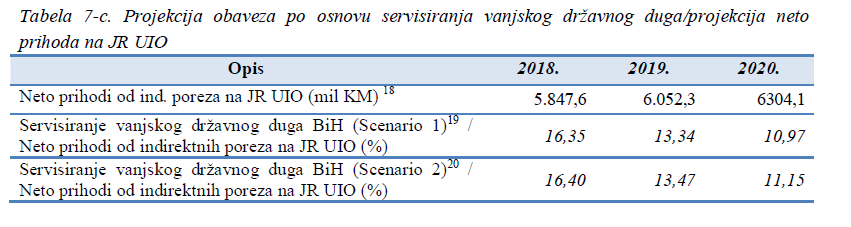 Tabela 7-c. Projekcija obaveza po osnovu servisiranja vanjskog državnog duga/projekcija neto
prihoda na JR UIO
Opis 2018. 2019. 2020.
Neto prihodi od ind. poreza na JR UIO (mil KM) 18 5.847,6 6.052,3 6304,1
Servisiranje vanjskog državnog duga BiH (Scenario 1)19 /
Neto prihodi od indirektnih poreza na JR UIO (%) 16,35 13,34 10,97
Servisiranje vanjskog državnog duga BiH (Scenario 2)20 /
Neto prihodi od indirektnih poreza na JR UIO (%) 16,40 13,47 11,15